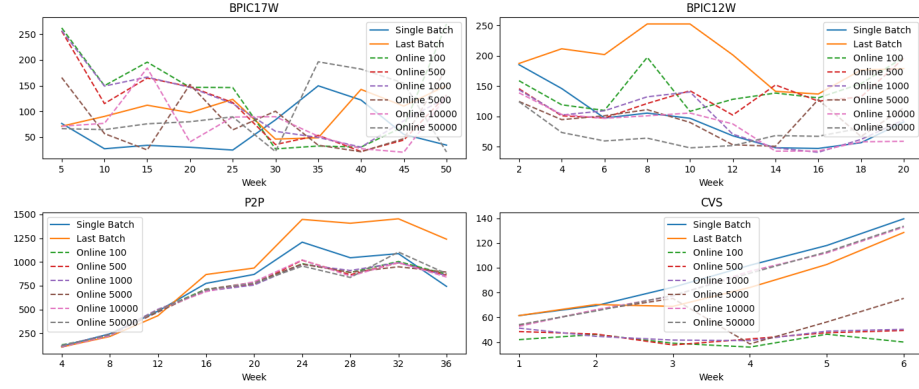 BPIC17W
250
200
150
100
50
5 10 15 20 25 30 35 40 45 50
Week
Single Batch
Last Batch
Online 100
Online 500
Online 1000
Online 5000
Online 10000
Online 50000
BPIC12W
250
200
150
100
50
2 4 6 8 10 12 14 16 18 20
Week
Single Batch
Last Batch
Online 100
Online 500
Online 1000
Online 5000
Online 10000
Online 50000
P2P
1500
1250
1000
750
500
250
0
4 8 12 16 20 24 28 32 36
Week
Single Batch
Last Batch
Online 100
Online 500
Online 1000
Online 5000
Online 10000
Online 50000
CVS
140
120
100
80
60
40
1 2 3 4 5 6
Week
Single Batch
Last Batch
Online 100
Online 500
Online 1000
Online 5000
Online 10000
Online 50000